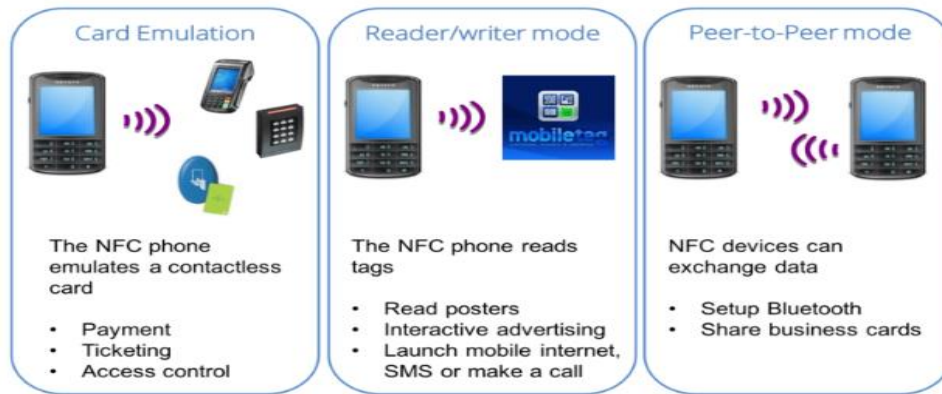 Card Emulation
The NFC phone
emulates a contactless
card
• Payment
• Ticketing
• Access control
Reader/writer mode
mobiletag
The NFC phone reads
tags
• Read posters
• Interactive advertising
• Launch mobile internet,
SMS or make a call
Peer-to-Peer mode
NFC devices can
exchange data
• Setup Bluetooth
• Share business cards